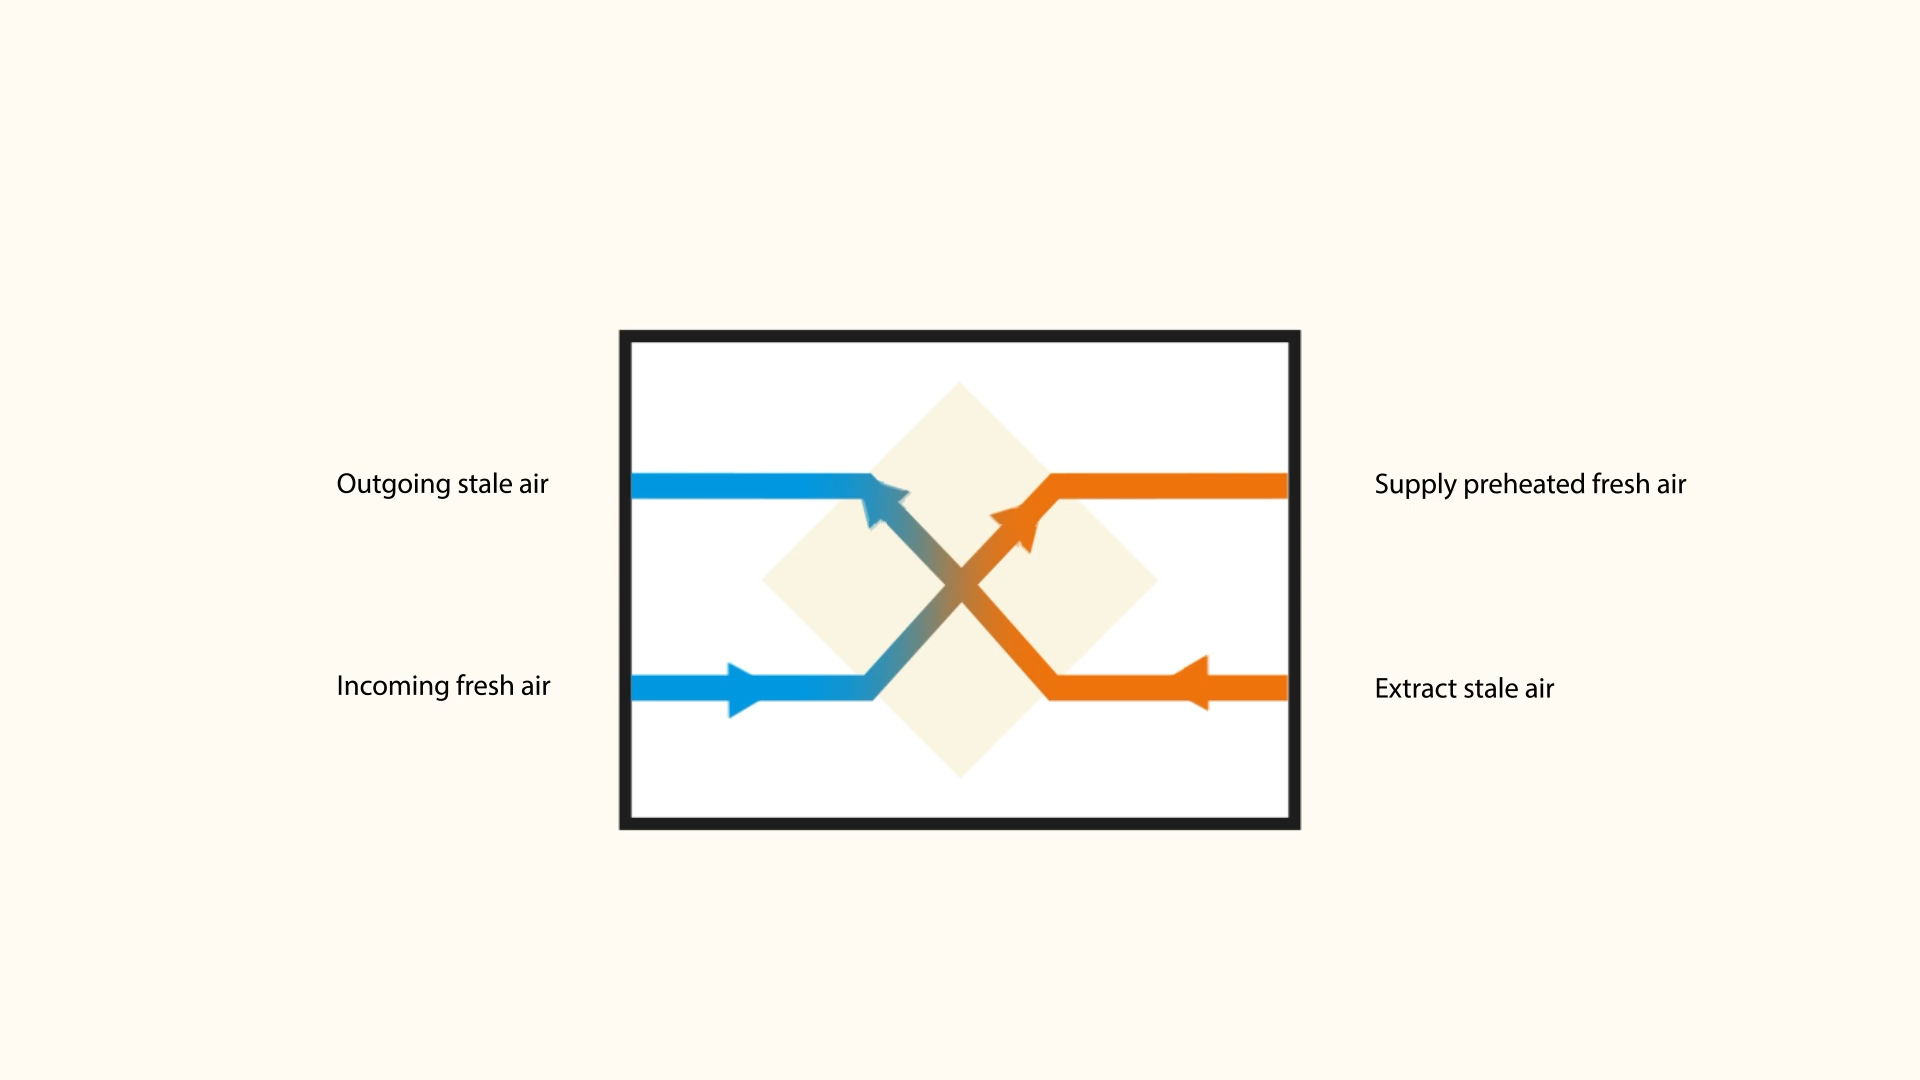 Outgoing stale air
Supply preheated fresh air
Incoming fresh air
Extract stale air